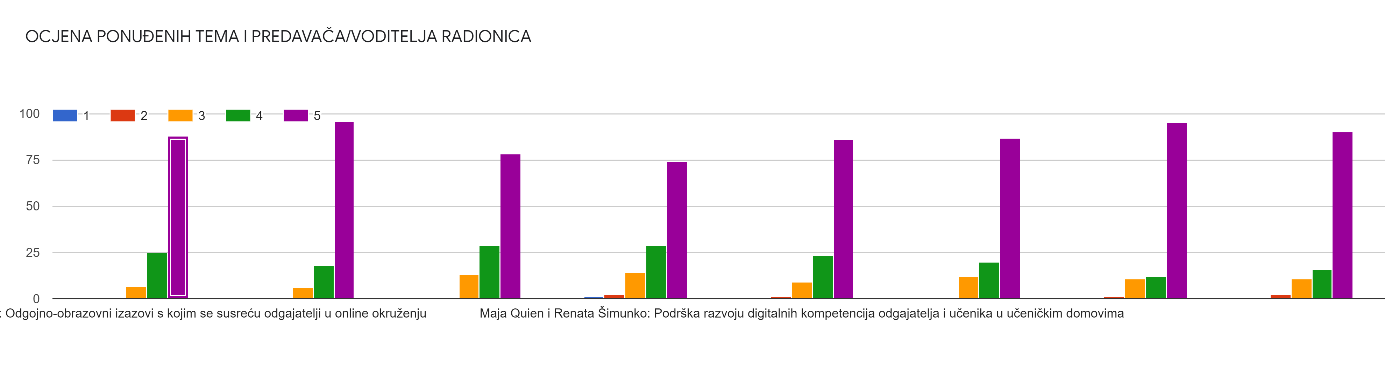 OCJENA PONUĐENIH TEMA I PREDAVAČA/VODITELJA RADIONICA
100 1 2 3 4 5
75
50
25
0
: Odgojno-obrazovni izazovi s kojim se susreću odgajatelji u online okruženju Maja Quien i Renata Šimunko: Podrška razvoju digitalnih kompetencija odgajatelja i učenika u učeničkim domovima